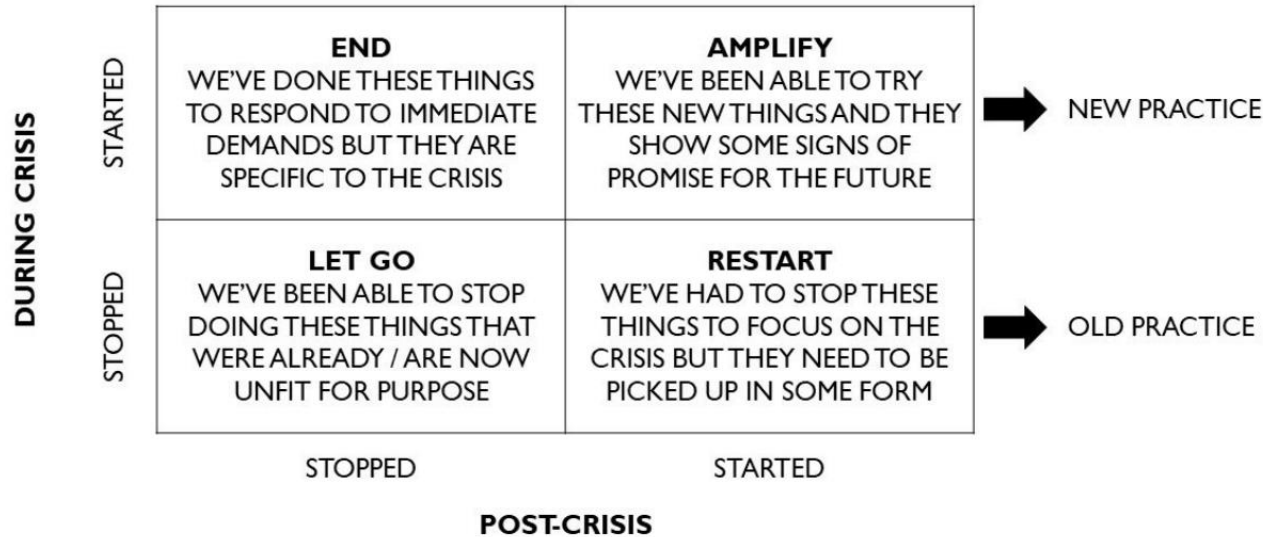 DURING CRISIS
STARTED
END
WE'VE DONE THESE THINGS
TO RESPOND TO IMMEDIATE
DEMANDS BUT THEY ARE
SPECIFIC TO THE CRISIS
AMPLIFY
WE'VE BEEN ABLE TO TRY
THESE NEW THINGS AND THEY
SHOW SOME SIGNS OF
PROMISE FOR THE FUTURE
NEW PRACTICE
STOPPED
LET GO
WE'VE BEEN ABLE TO STOP
DOING THESE THINGS THAT
WERE ALREADY / ARE NOW
UNFIT FOR PURPOSE
RESTART
WE'VE HAD TO STOP THESE
THINGS TO FOCUS ON THE
CRISIS BUT THEY NEED TO BE
PICKED UP IN SOME FORM
OLD PRACTICE
STOPPED
STARTED
POST-CRISIS